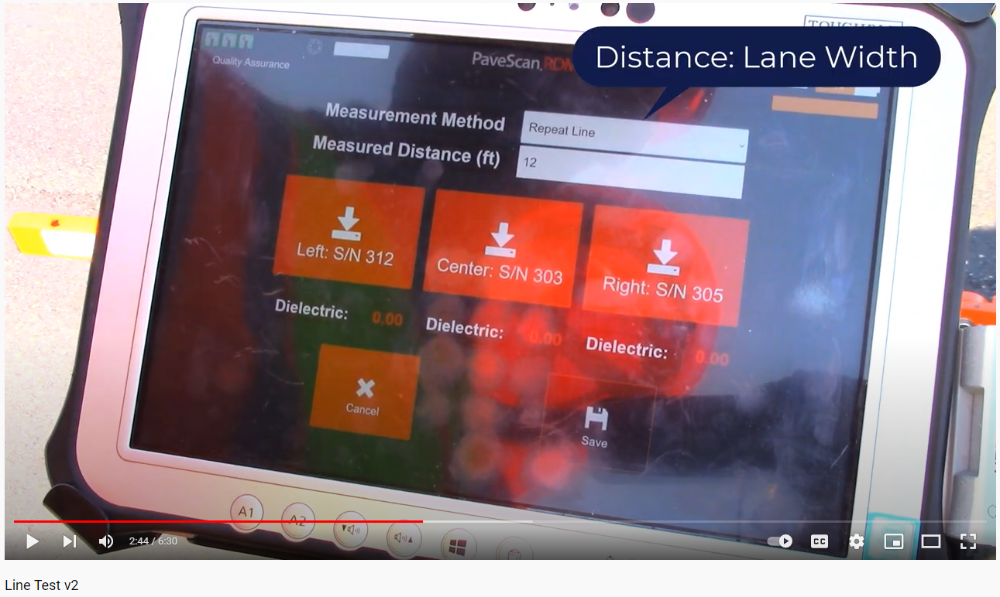 TOUGHPAD
Distance: Lane Width
Quality Assurance
PaveScan RDM
Measurement Method
Repeat Line
Measured Distance (ft)
12
Left: S/N 312
Center: S/N 303
Right: S/N 305
Dielectric: 0.00
Dielectric: 0.00
Dielectric: 0.00
Cancel
Save
A1
A2
2:44 / 6:30
CC
Line Test v2